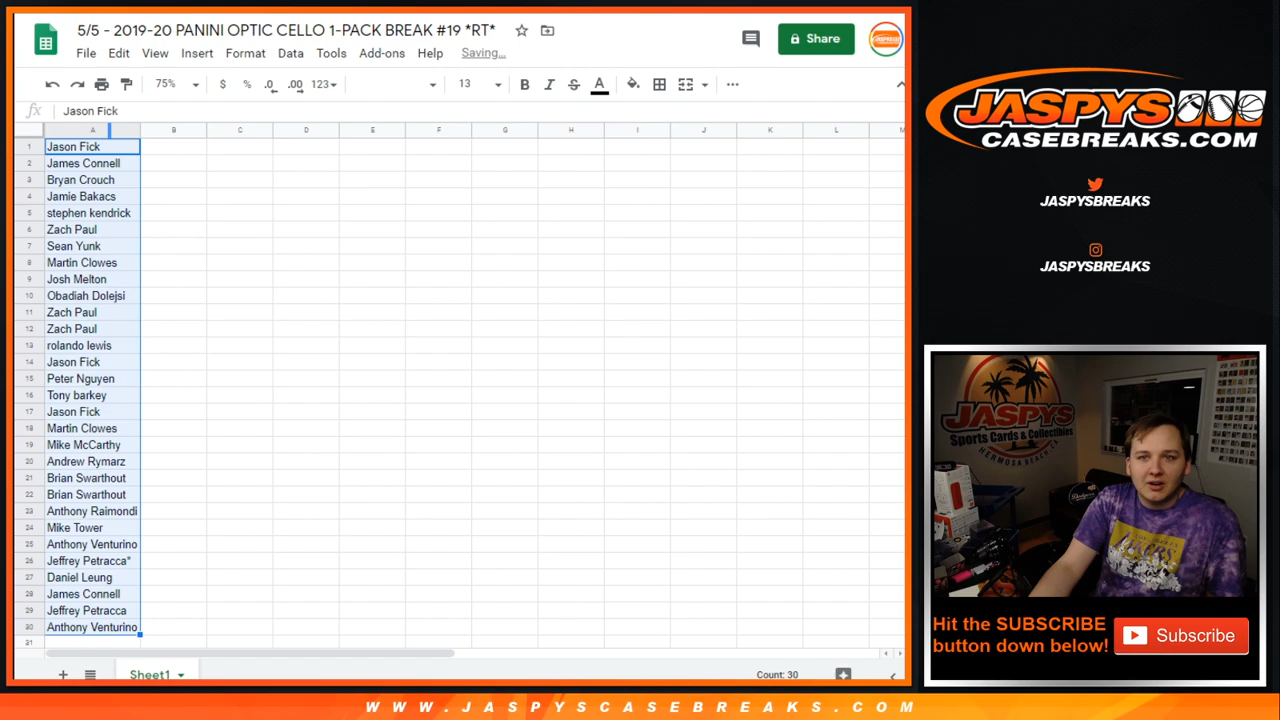 5/5 - 2019-20 PANINI OPTIC CELLO 1-PACK BREAK #19 *RT*
File Edit View Insert Format Data Tools Add-ons Help Saving...
Share
75% $ % .0 .00 123 13 B I S A
fx Jason Fick
A B C D E F G H I J K L M
1 Jason Fick
2 James Connell
3 Bryan Crouch
4 Jamie Bakacs
5 stephen kendrick
6 Zach Paul
7 Sean Yunk
8 Martin Clowes
9 Josh Melton
10 Obadiah Dolejsi
11 Zach Paul
12 Zach Paul
13 rolando lewis
14 Jason Fick
15 Peter Nguyen
16 Tony barkey
17 Jason Fick
18 Martin Clowes
19 Mike McCarthy
20 Andrew Rymarz
21 Brian Swarthout
22 Brian Swarthout
23 Anthony Raimondi
24 Mike Tower
25 Anthony Venturino
26 Jeffrey Petracca*
27 Daniel Leung
28 James Connell
29 Jeffrey Petracca
30 Anthony Venturino
31
Sheet1
Count: 30
JASPYS
CASEBREAKS.COM
JASPYSBREAKS
JASPYSBREAKS
JASPYS
Sports Cards & Collectibles
HERMOSA BEACH, CA
Hit the SUBSCRIBE
button down below!
Subscribe
WWW.JASPYSCASEBREAKS.COM